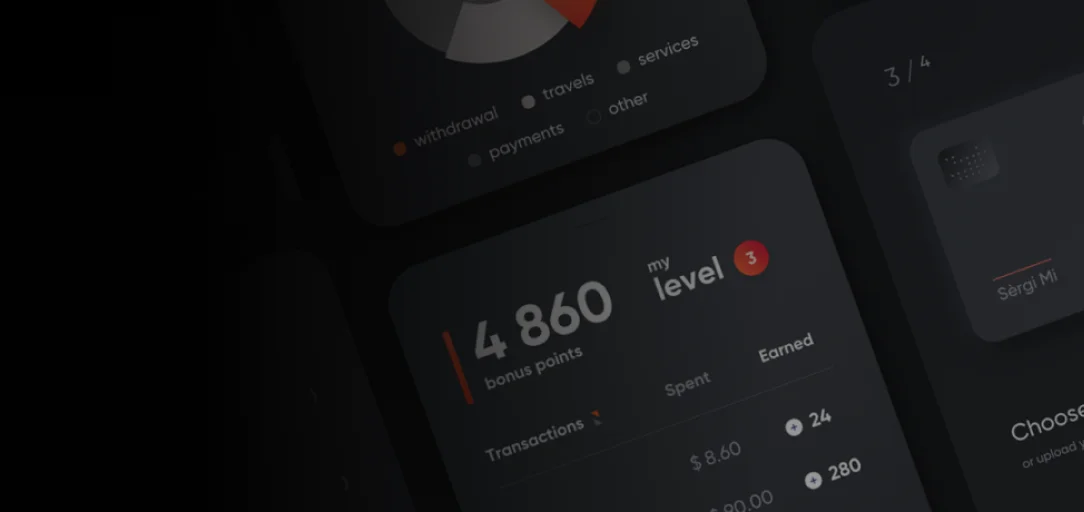 withdrawal travels services
payments other
3 / 4
4 860
bonus points
my
level 3
Sèrgi Mi
Transactions Spent Earned
$ 8.60 24
280
Choose
or upload